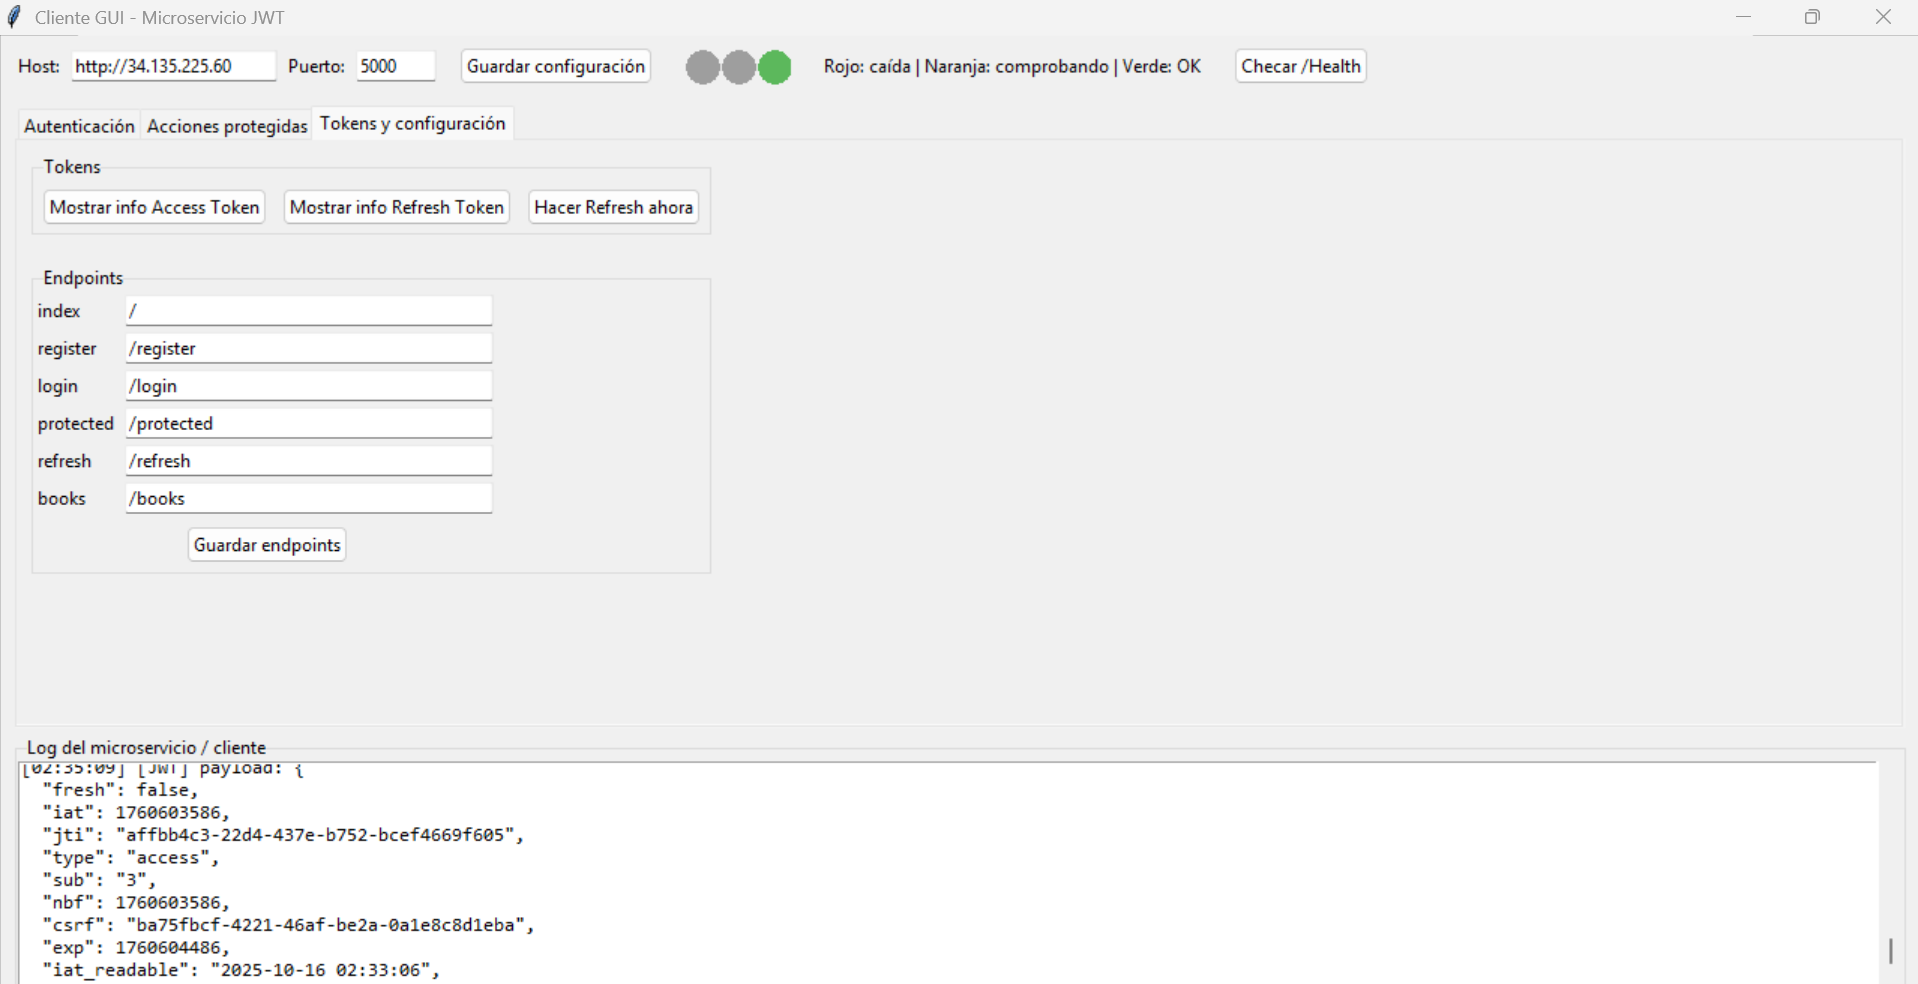 Cliente GUI - Microservicio JWT
Host: http://34.135.225.60 Puerto: 5000 Guardar configuración Rojo: caída | Naranja: comprobando | Verde: OK Checar /Health
Autenticación Acciones protegidas Tokens y configuración
Tokens
Mostrar info Access Token Mostrar info Refresh Token Hacer Refresh ahora
Endpoints
index /
register /register
login /login
protected /protected
refresh /refresh
books /books
Guardar endpoints
Log del microservicio / cliente
[02:35:09] [JWT] payload: {
"fresh": false,
"iat": 1760603586,
"jti": "affbb4c3-22d4-437e-b752-bcef4669f605",
"type": "access",
"sub": "3",
"nbf": 1760603586,
"csrf": "ba75fbcf-4221-46af-be2a-0a1e8c8d1eba",
"exp": 1760604486,
"iat_readable": "2025-10-16 02:33:06",